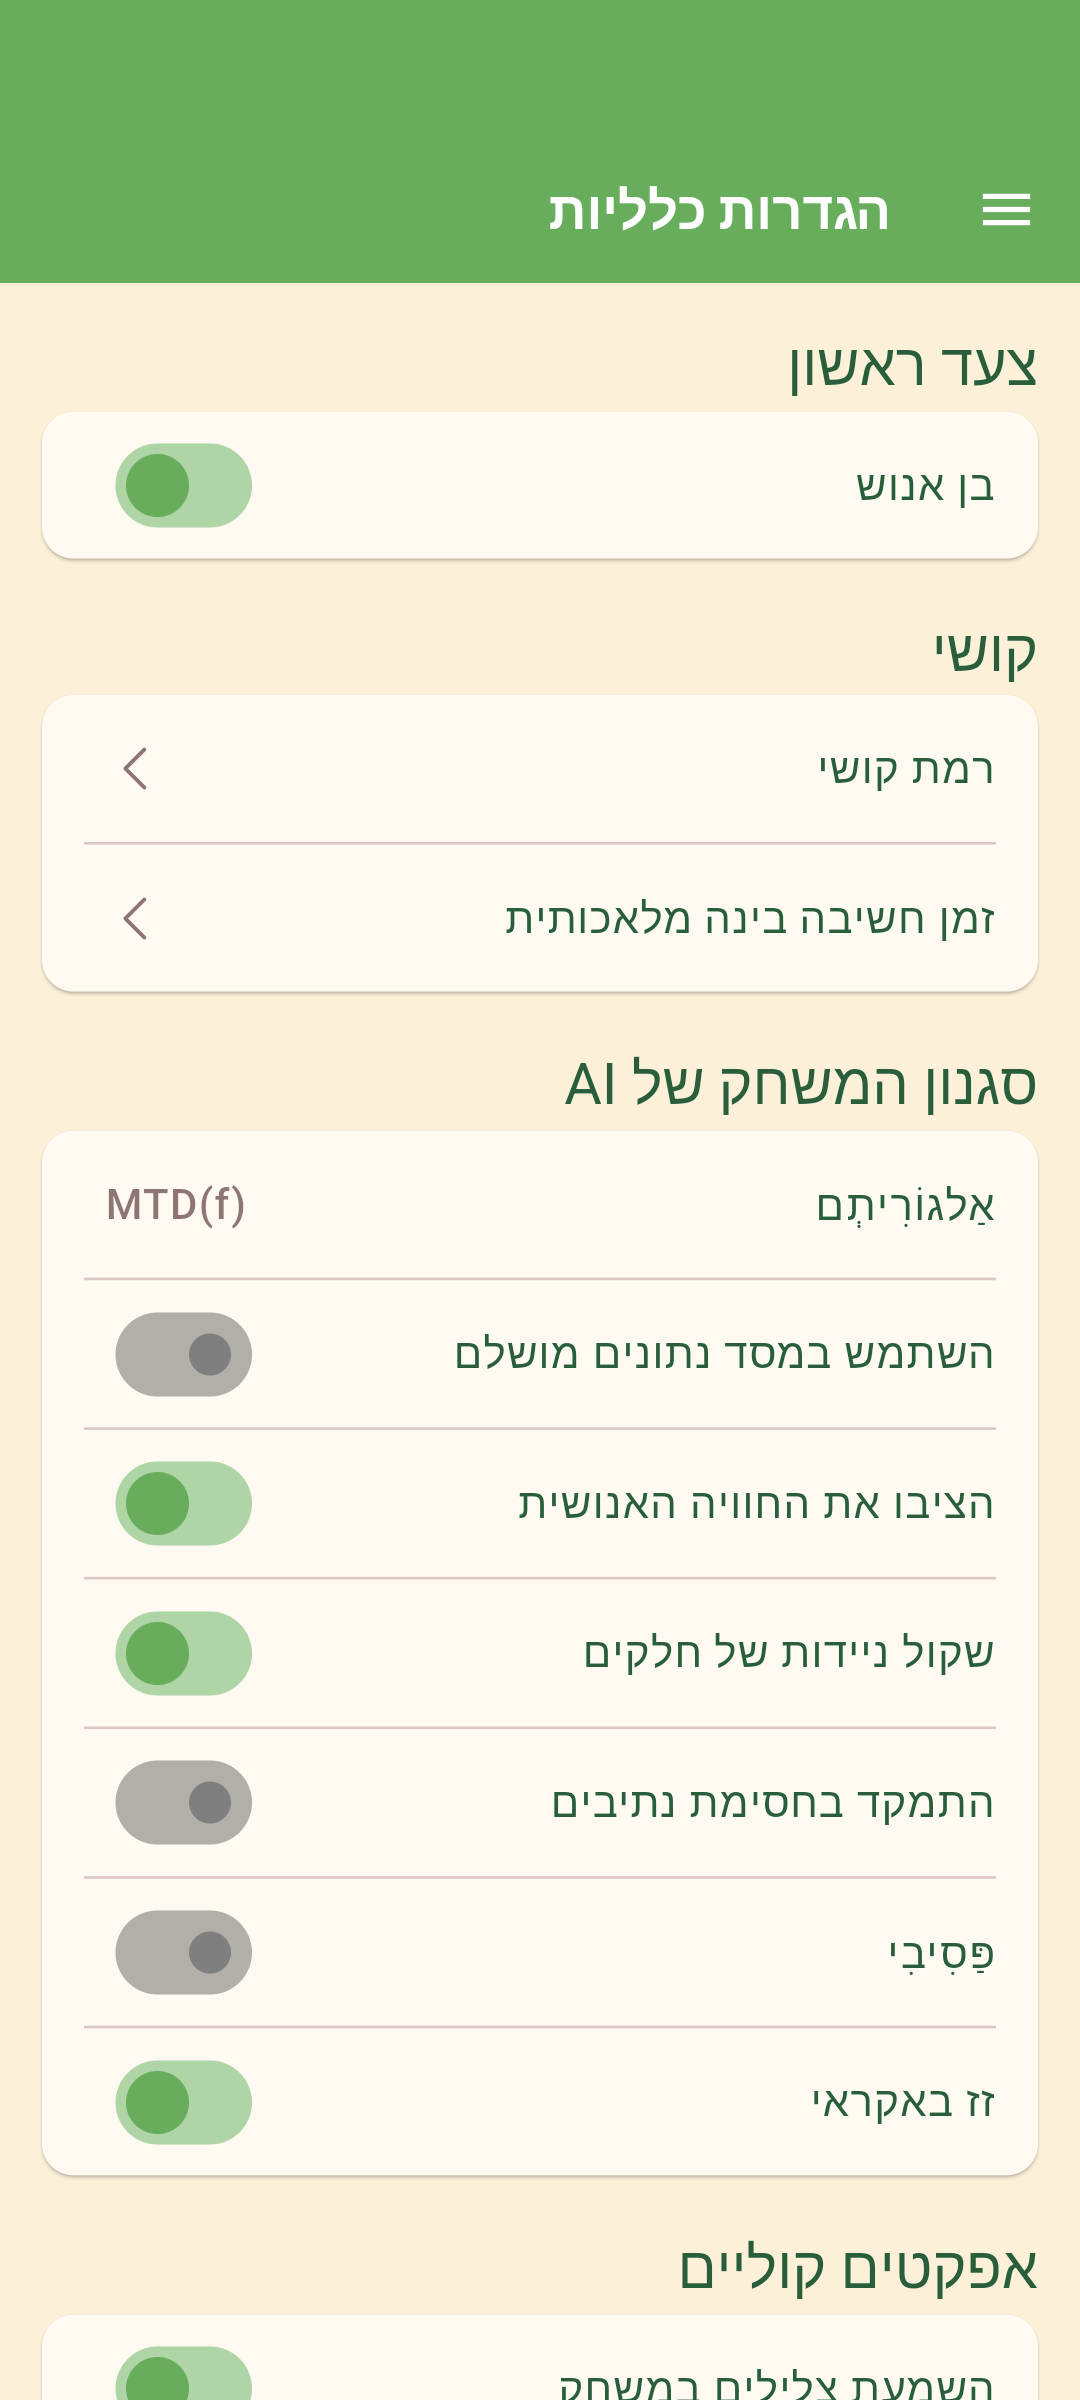 הגדרות כלליות
צעד ראשון
בן אנוש
קושי
רמת קושי
זמן חשיבה בינה מלאכותית
סגנון המשחק של AI
אַלגוֹרִיתְם
MTD(f)
השתמש במסד נתונים מושלם
הציבו את החוויה האנושית
שקול ניידות של חלקים
התמקד בחסימת נתיבים
פַּסִיבִי
זז באקראי
אפקטים קוליים
השמעת צלילים במשחק